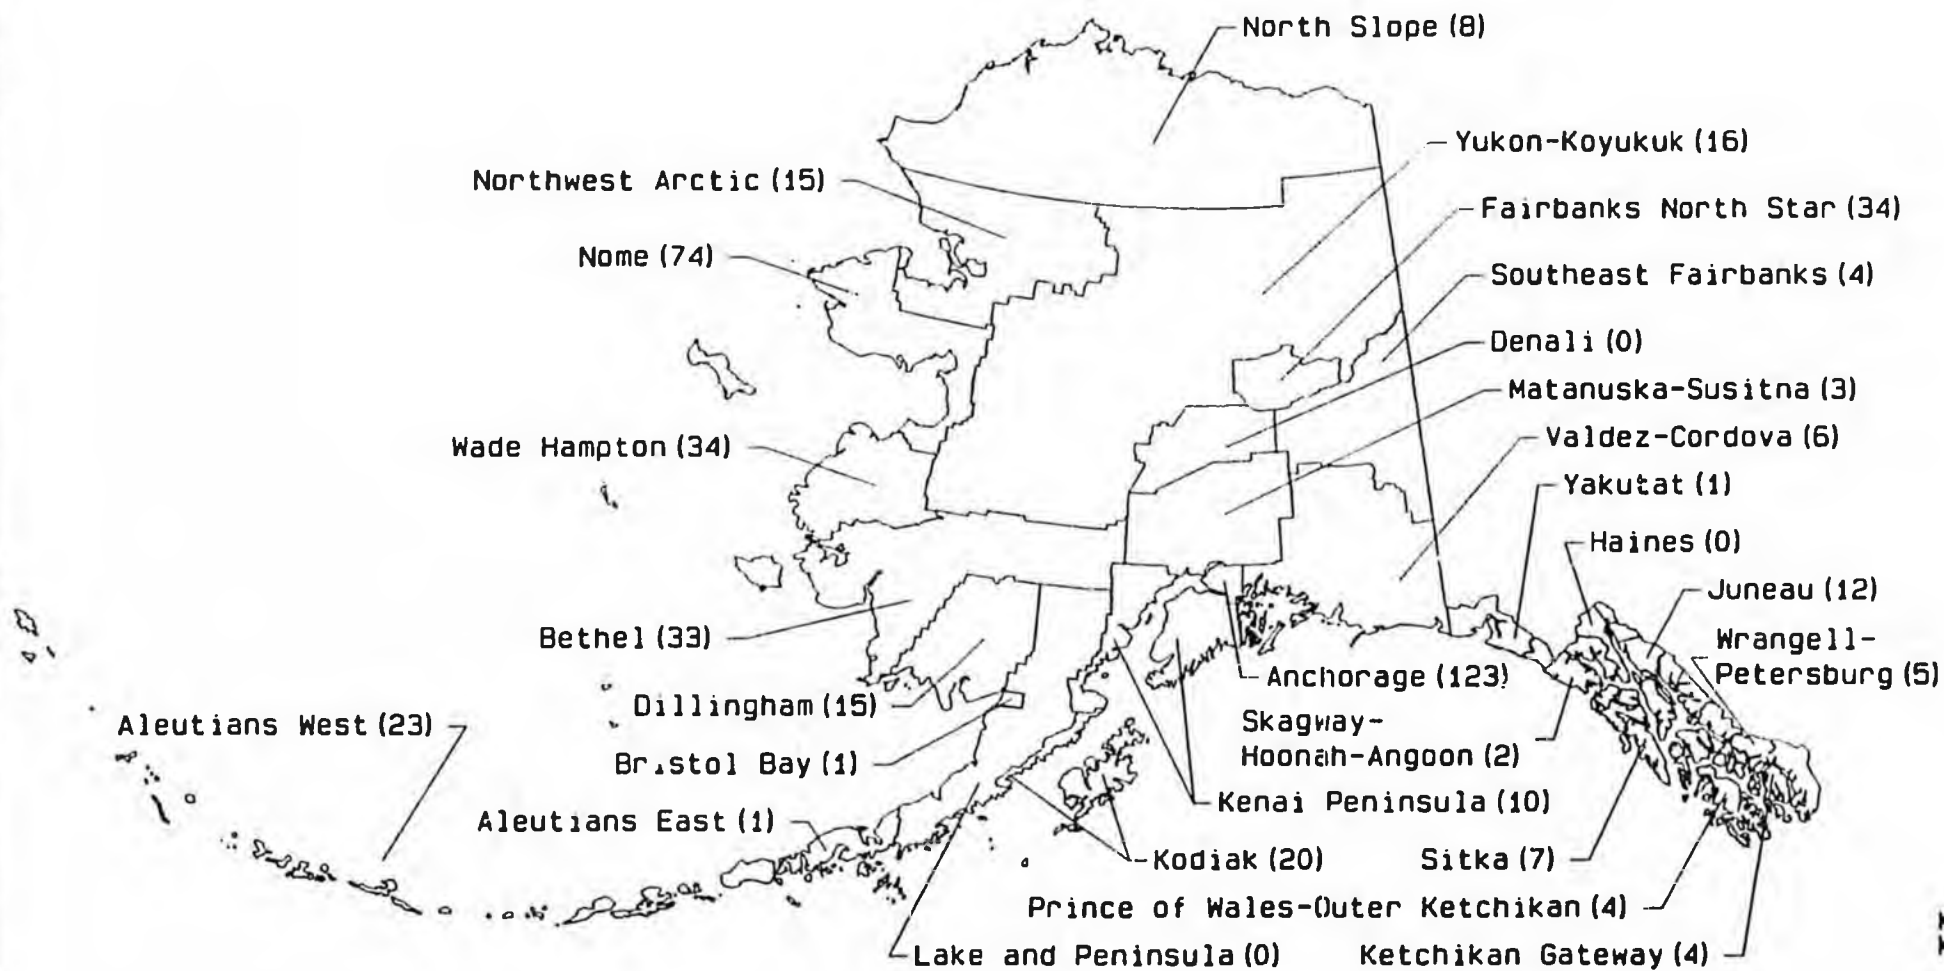 North Slope (8)
Yukon-Koyukuk (16)
Northwest Arctic (15)
Fairbanks North Star (34)
Nome (74)
Southeast Fairbanks (4)
Denali (0)
Matanuska-Susitna (3)
Wade Hampton (34)
Valdez-Cordova (6)
Yakutat (1)
Haines (0)
Juneau (12)
Bethel (33)
Wrangell-
Petersburg (5)
Anchorage (123)
Dillingham (15)
Aleutians West (23)
Skagway-
Hoonah-Angoon (2)
Bristol Bay (1)
Kenai Peninsula (10)
Aleutians East (1)
Kodiak (20)
Sitka (7)
Prince of Wales-Outer Ketchikan (4)
Lake and Peninsula (0)
Ketchikan Gateway (4)